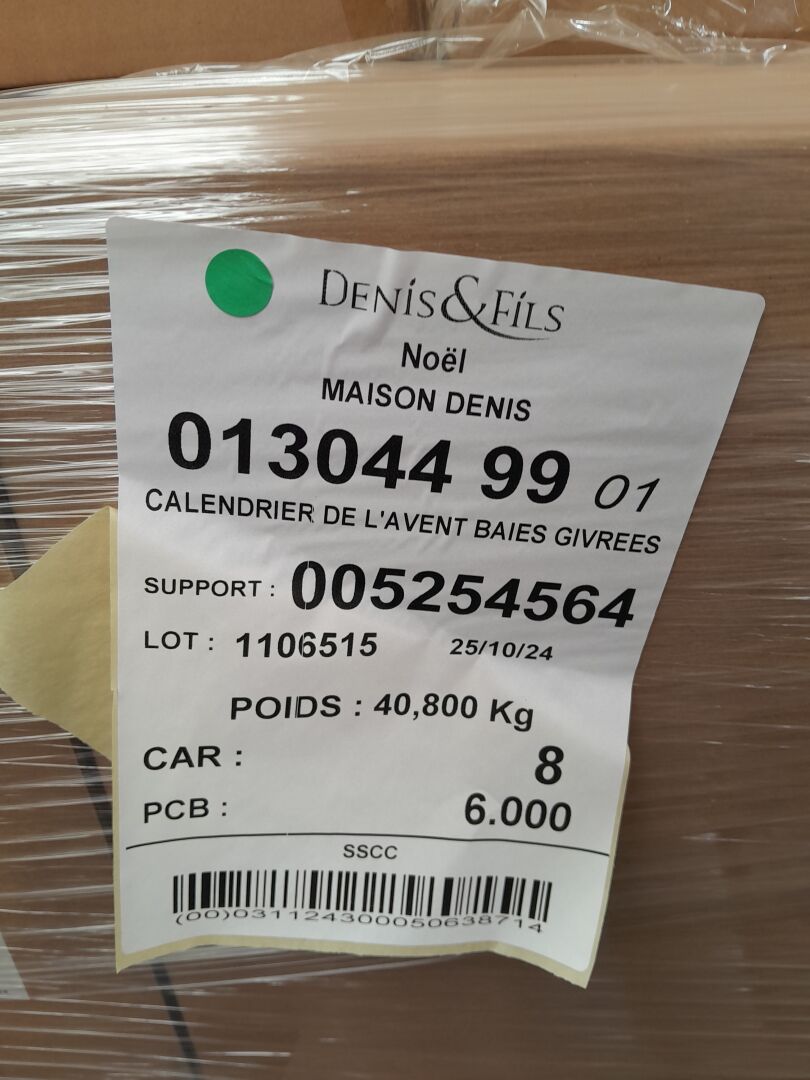 DENIS&FILS
Noël
MAISON DENIS
013044 99 01
CALENDRIER DE L'AVENT BAIES GIVREES
SUPPORT : 005254564
LOT : 1106515 25/10/24
POIDS : 40,800 Kg
CAR : 8
PCB : 6.000
SSCC
(00)031124300050638714